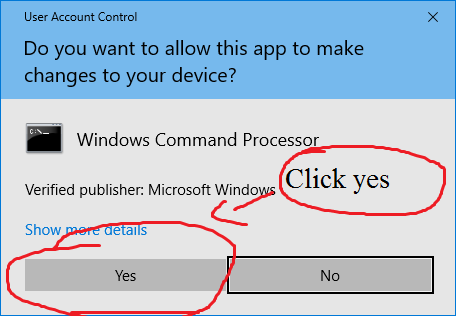 User Account Control
Do you want to allow this app to make
changes to your device?
C:\._
Windows Command Processor
Verified publisher: Microsoft Windows
Click yes
Show more details
Yes
No